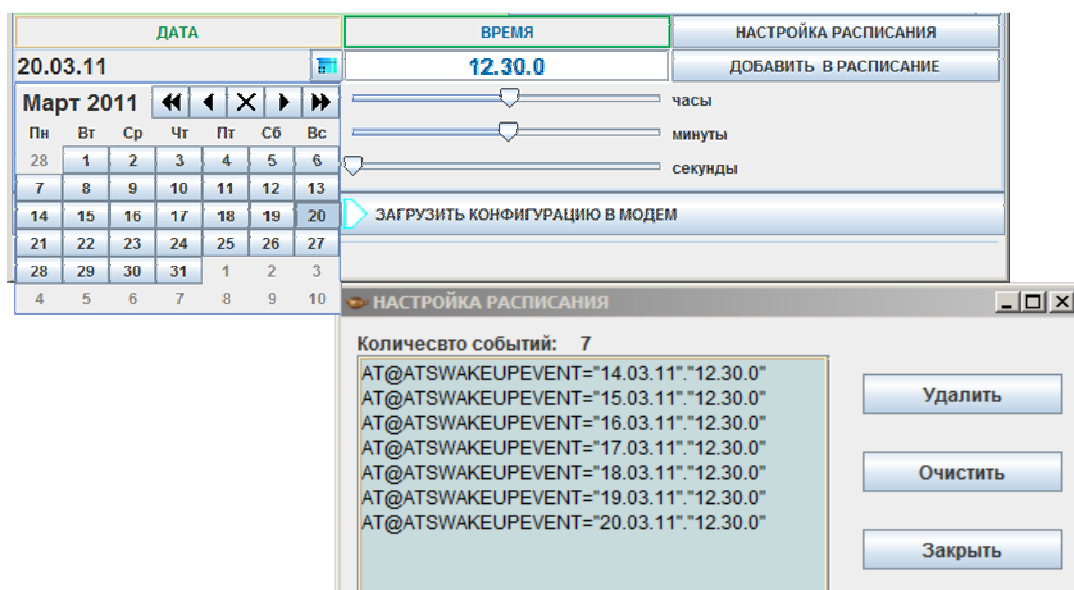 ДАТА ВРЕМЯ НАСТРОЙКА РАСПИСАНИЯ
20.03.11 12.30.0 ДОБАВИТЬ В РАСПИСАНИЕ
Март 2011 часы
Пн Вт Ср Чт Пт Сб Вс минуты
28 1 2 3 4 5 6 секунды
7 8 9 10 11 12 13
14 15 16 17 18 19 20 ЗАГРУЗИТЬ КОНФИГУРАЦИЮ В МОДЕМ
21 22 23 24 25 26 27
28 29 30 31 1 2 3
4 5 6 7 8 9 10
НАСТРОЙКА РАСПИСАНИЯ
Количесвто событий: 7
AT@ATSWAKEUPEVENT="14.03.11"."12.30.0"
AT@ATSWAKEUPEVENT="15.03.11"."12.30.0"
AT@ATSWAKEUPEVENT="16.03.11"."12.30.0"
AT@ATSWAKEUPEVENT="17.03.11"."12.30.0"
AT@ATSWAKEUPEVENT="18.03.11"."12.30.0"
AT@ATSWAKEUPEVENT="19.03.11"."12.30.0"
AT@ATSWAKEUPEVENT="20.03.11"."12.30.0"
Удалить
Очистить
Закрыть